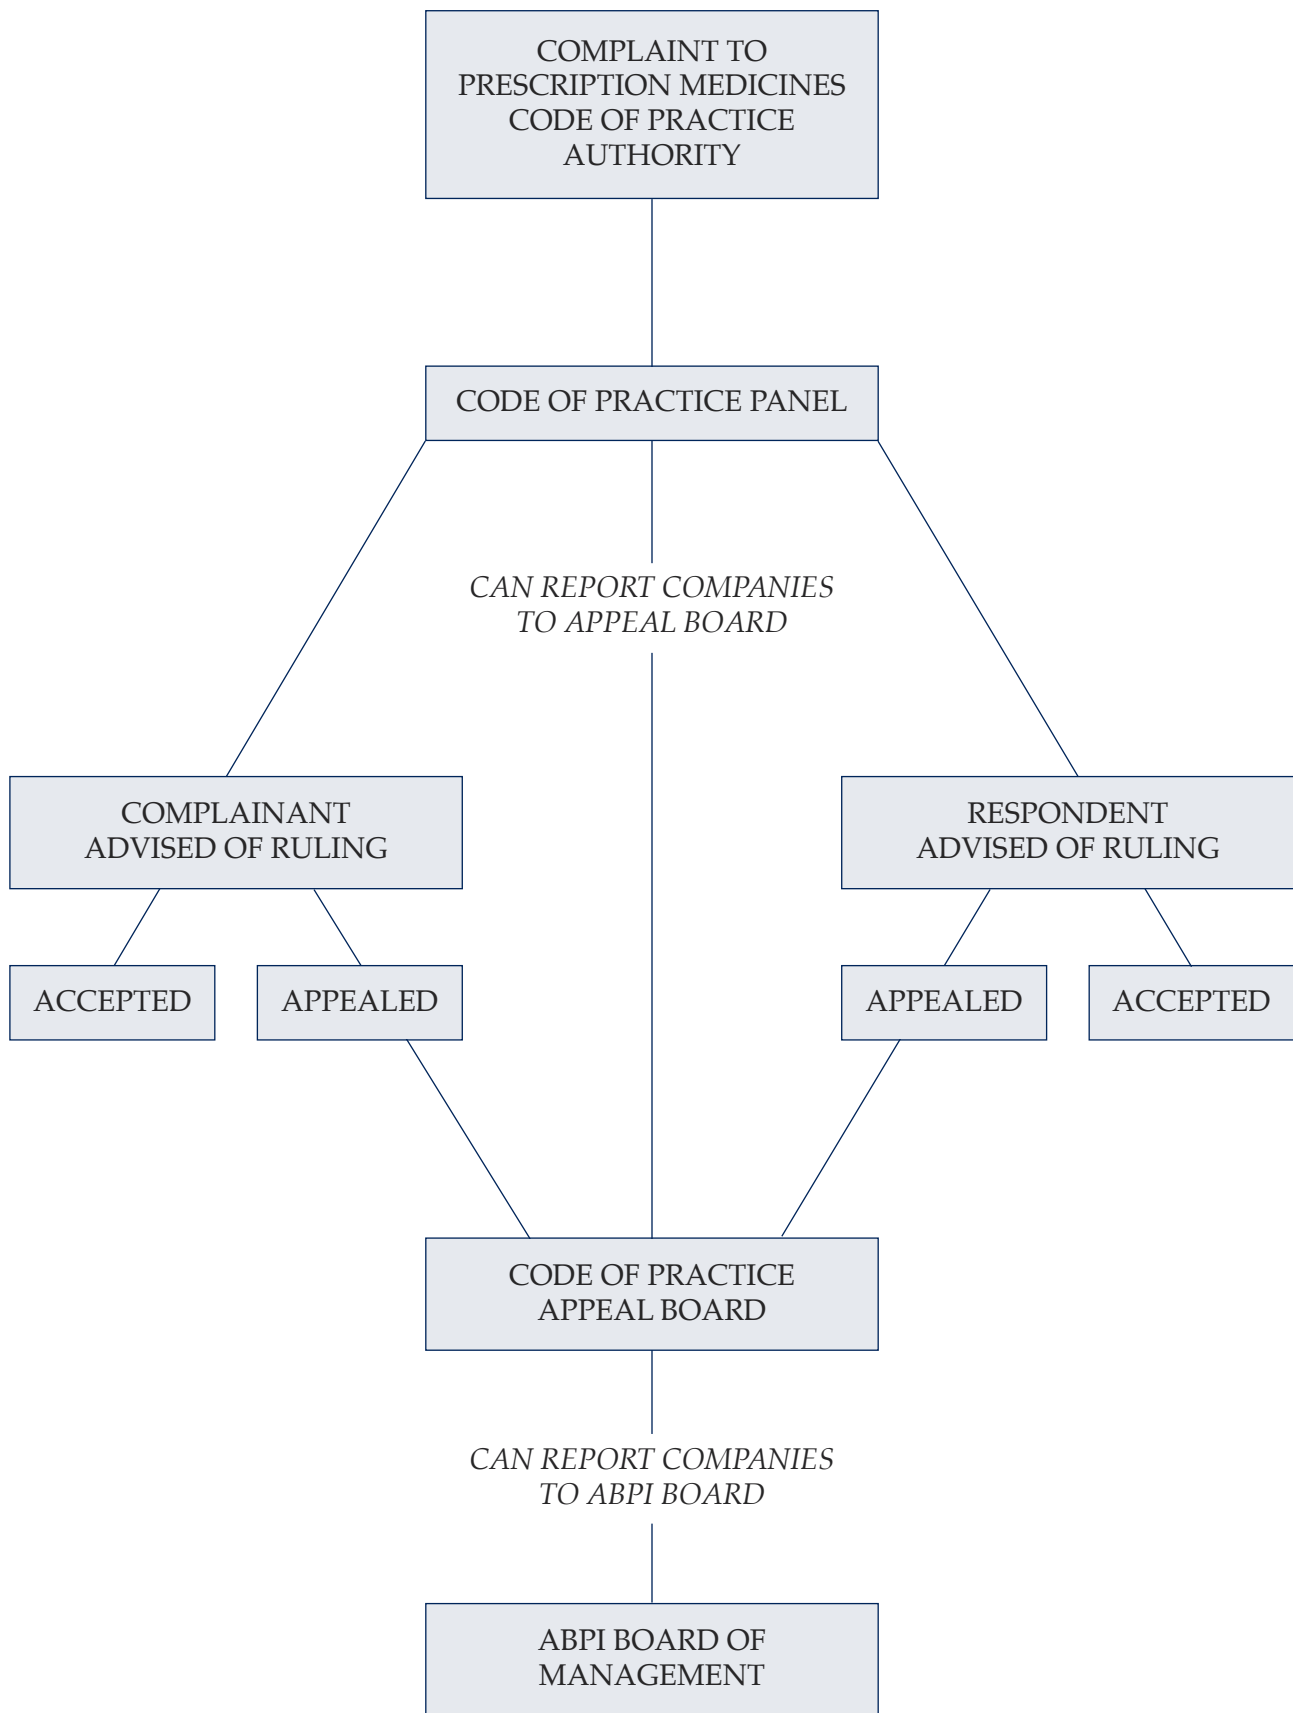 COMPLAINT TO
PRESCRIPTION MEDICINES
CODE OF PRACTICE
AUTHORITY
CODE OF PRACTICE PANEL
CAN REPORT COMPANIES
TO APPEAL BOARD
COMPLAINANT
ADVISED OF RULING
RESPONDENT
ADVISED OF RULING
ACCEPTED
APPEALED
APPEALED
ACCEPTED
CODE OF PRACTICE
APPEAL BOARD
CAN REPORT COMPANIES
TO ABPI BOARD
ABPI BOARD OF
MANAGEMENT